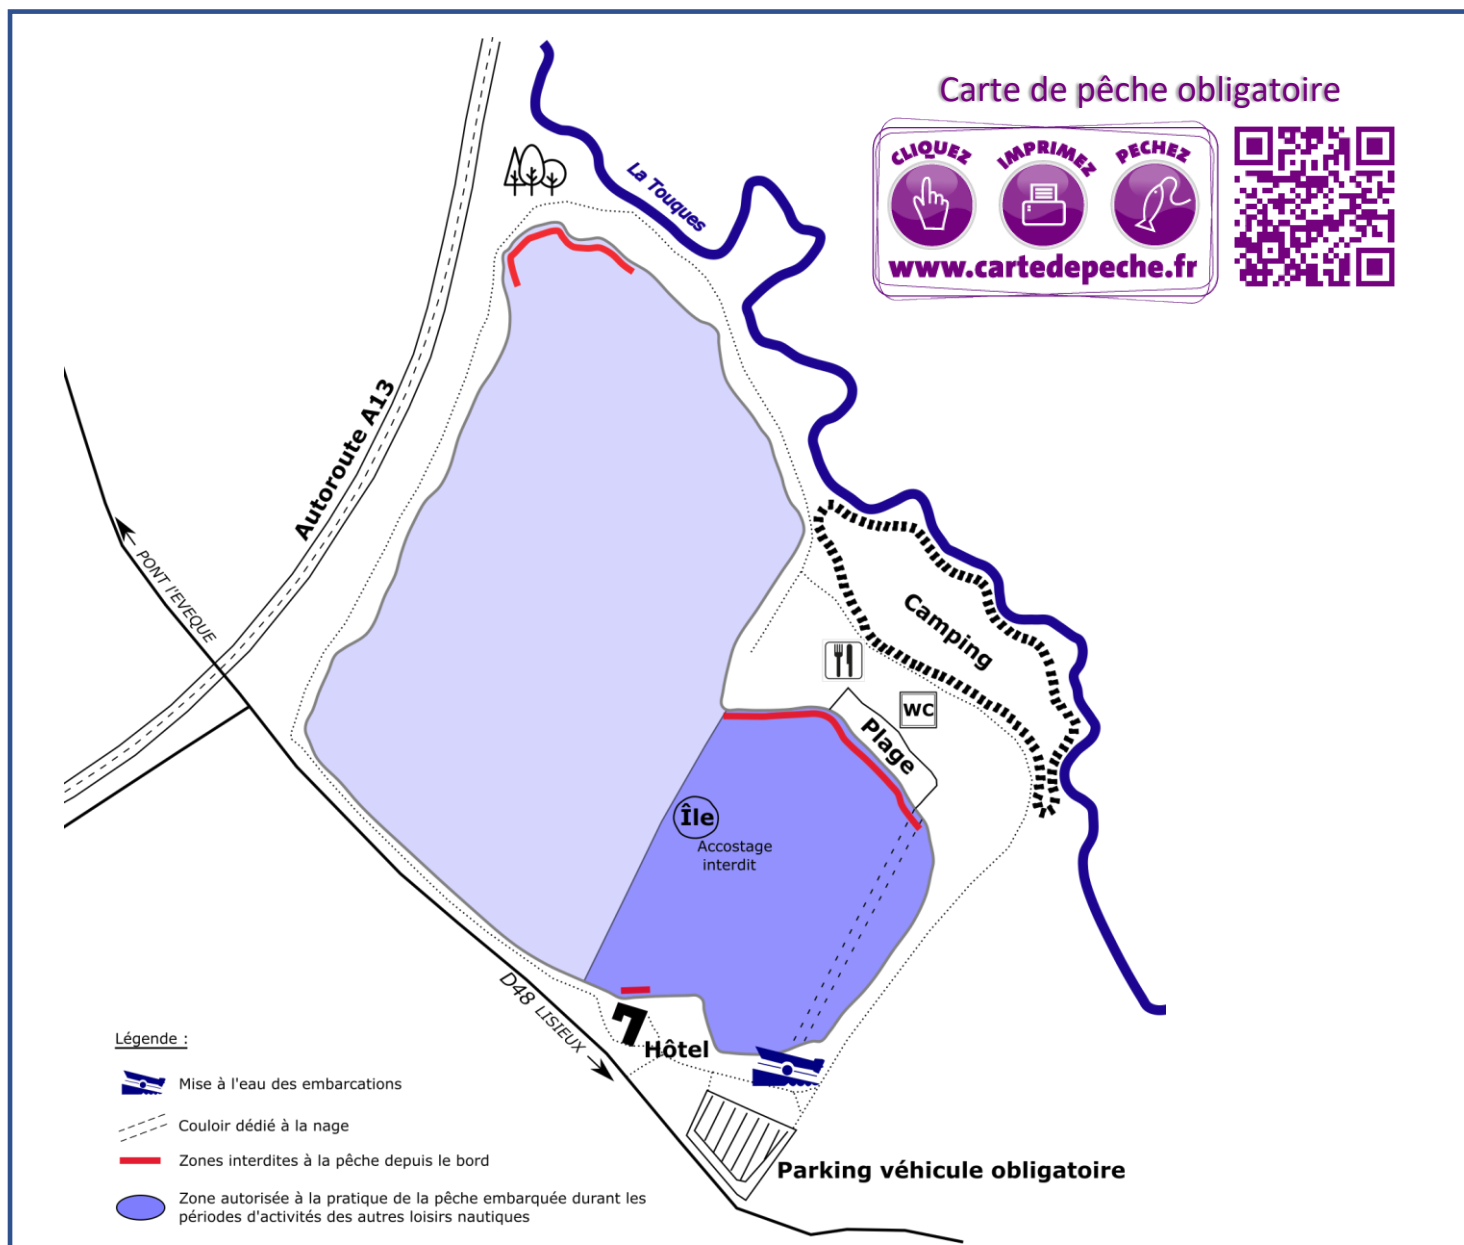 Carte de pêche obligatoire
CLIQUEZ
IMPRIMEZ
PECHEZ
www.cartedepeche.fr
La Touques
Autoroute A13
PONT l'EVEQUE
Camping
WC
Plage
Île
Accostage
interdit
D48 LISIEUX
Hôtel
Parking véhicule obligatoire
Légende :
Mise à l'eau des embarcations
Couloir dédié à la nage
Zones interdites à la pêche depuis le bord
Zone autorisée à la pratique de la pêche embarquée durant les
périodes d'activités des autres loisirs nautiques